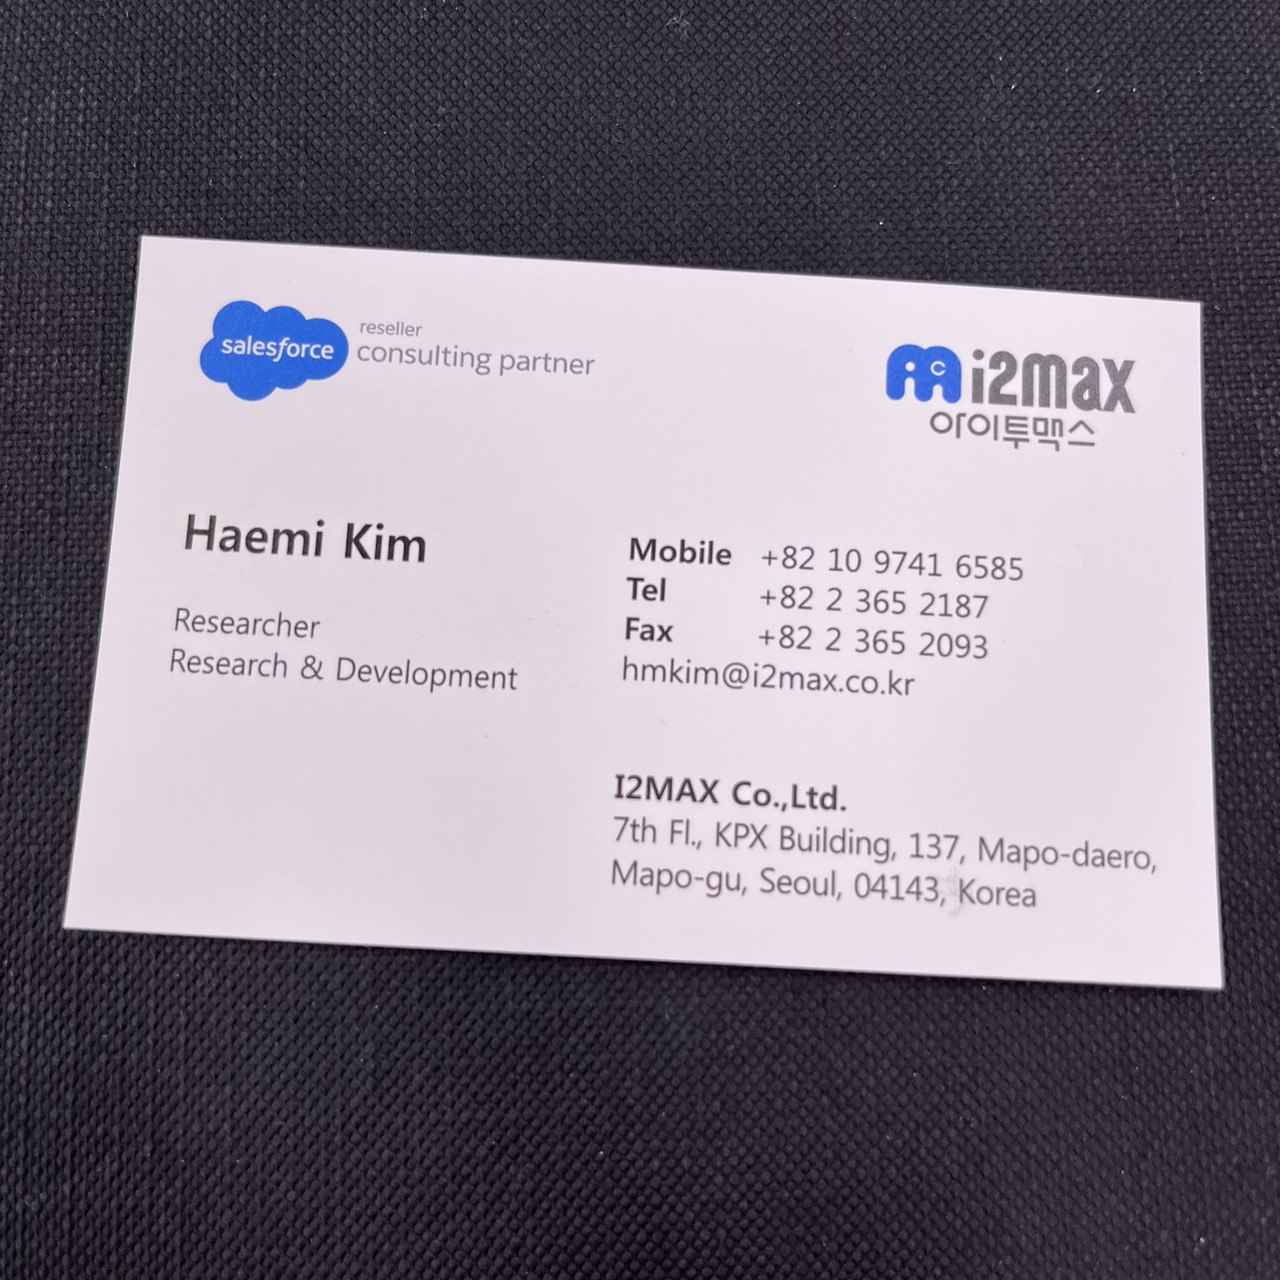 salesforce
reseller
consulting partner
i2max
아이투맥스
Haemi Kim
Researcher
Research & Development
Mobile +82 10 9741 6585
Tel +82 2 365 2187
Fax +82 2 365 2093
hmkim@i2max.co.kr
I2MAX Co.,Ltd.
7th Fl., KPX Building, 137, Mapo-daero,
Mapo-gu, Seoul, 04143, Korea